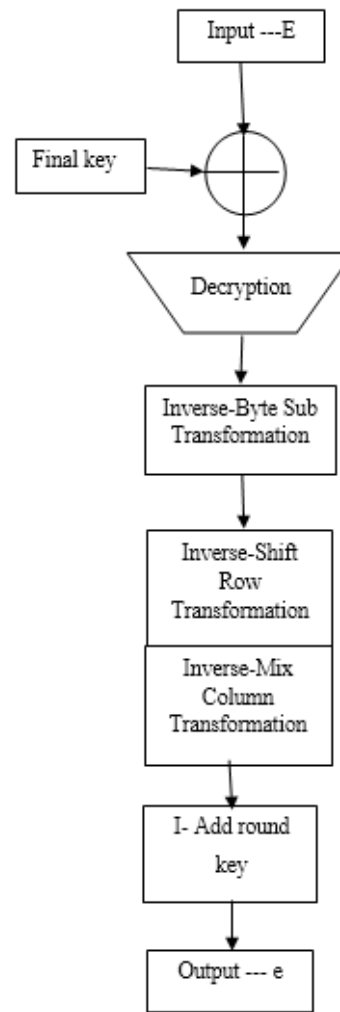 Input ---E
Final key
Decryption
Inverse-Byte Sub
Transformation
Inverse-Shift
Row
Transformation
Inverse-Mix
Column
Transformation
I- Add round
key
Output --- e